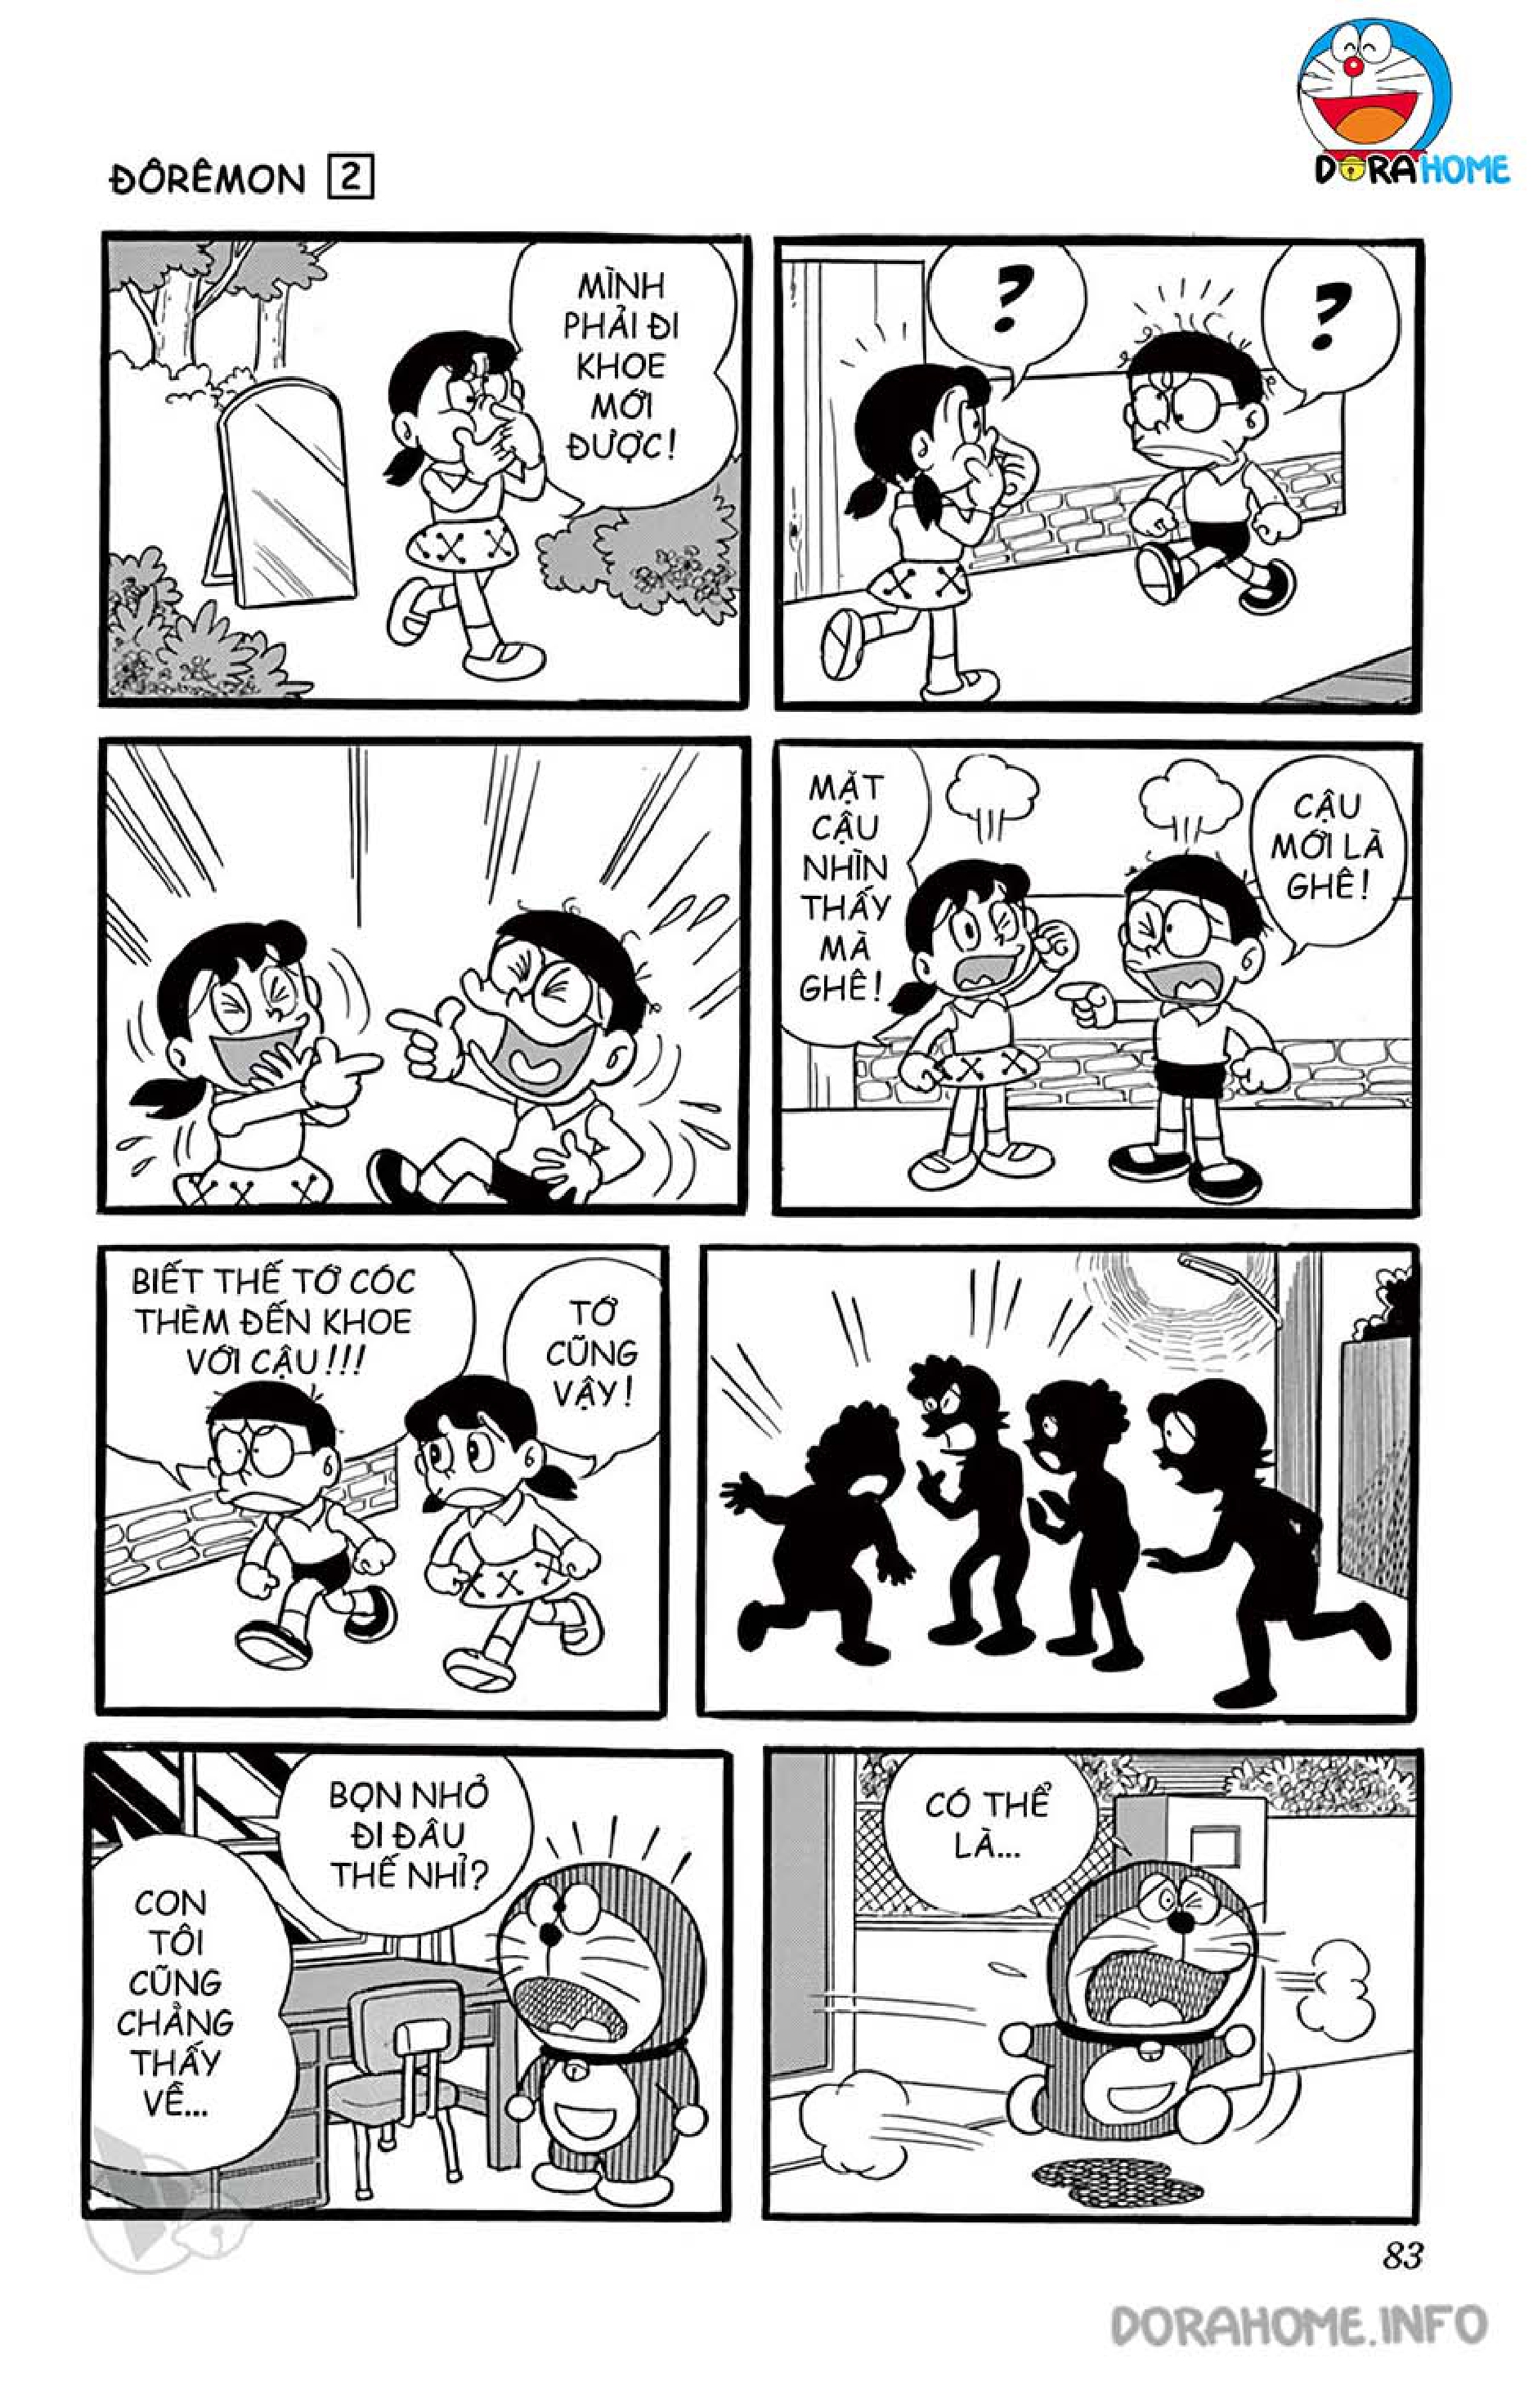 DORAHOME
ĐÔRÊMON 2
MÌNH
PHẢI ĐI
KHOE
MỚI
ĐƯỢC!
?
?
MẶT
CẬU
NHÌN
THẤY
MÀ
GHÊ!
CẬU
MỚI LÀ
GHÊ!
BIẾT THẾ TỚ CÓC
THÈM ĐẾN KHOE
VỚI CẬU!!!
TỚ
CŨNG
VẬY!
BỌN NHỎ
ĐI ĐÂU
THẾ NHỈ?
CON
TÔI
CŨNG
CHẲNG
THẤY
VỀ...
CÓ THỂ
LÀ...
83
DORAHOME.INFO